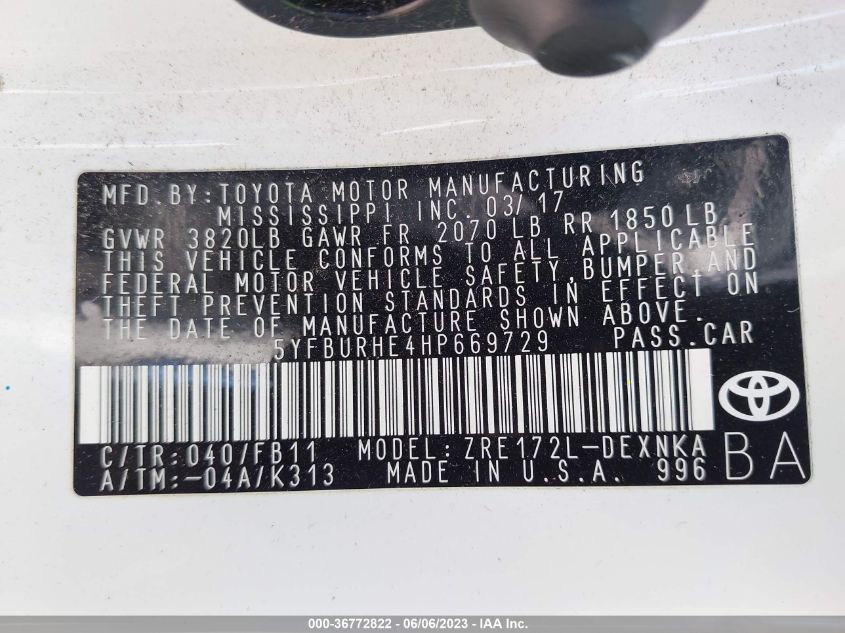 MFD. BY: TOYOTA MOTOR MANUFACTURING
MISSISSIPPI INC. 03/17
GVWR 3820LB GAWR FR 2070 LB RR 1850 LB
THIS VEHICLE CONFORMS TO ALL APPLICABLE
FEDERAL MOTOR VEHICLE SAFETY, BUMPER, AND
THEFT PREVENTION STANDARDS IN EFFECT ON
THE DATE OF MANUFACTURE SHOWN ABOVE.
5YFBURHE4HP669729 PASS.CAR
C/TR: 040/FB11 MODEL: ZRE172L-DEXNKA
A/TM:-04A/K313 MADE IN U.S.A. 996
BA
000-36772822 - 06/06/2023 - IAA Inc.